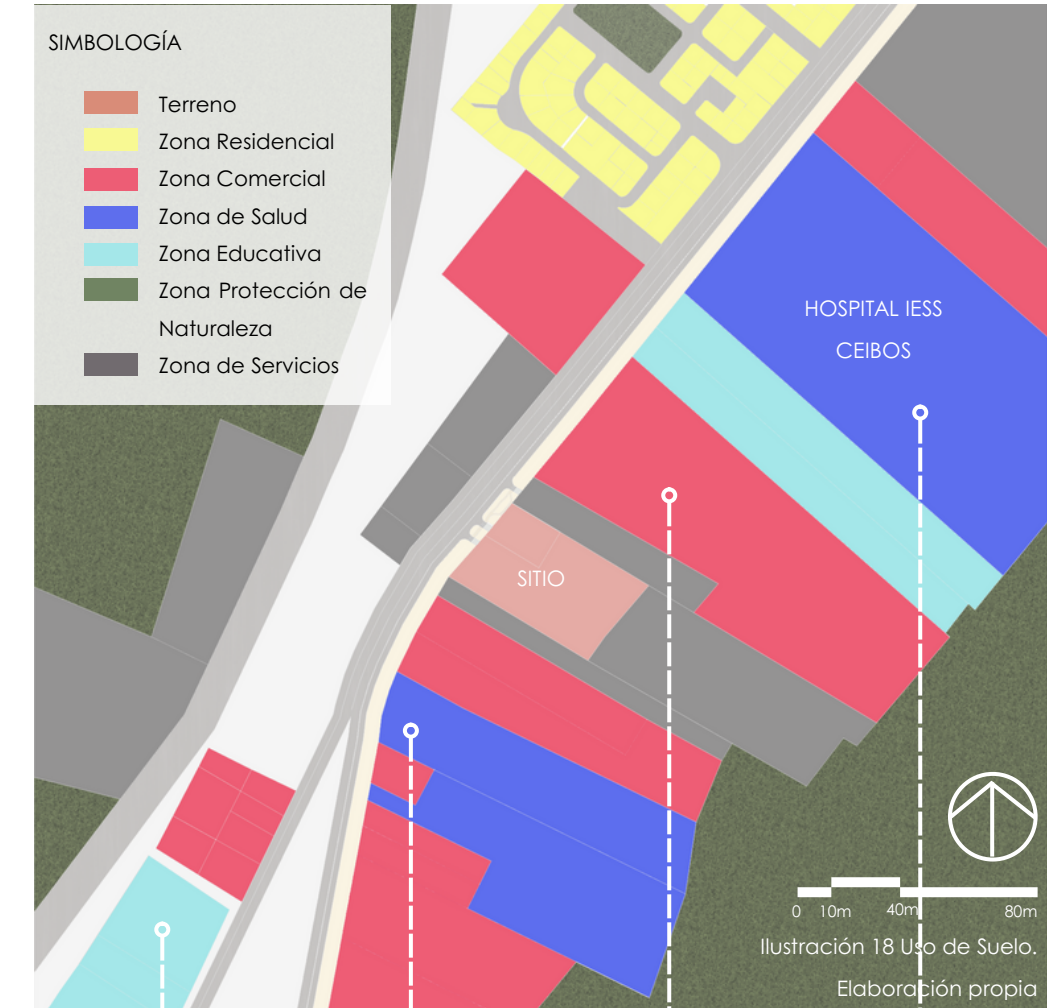 SIMBOLOGÍA
Terreno
Zona Residencial
Zona Comercial
Zona de Salud
Zona Educativa
Zona Protección de
Naturaleza
Zona de Servicios
HOSPITAL IESS
CEIBOS
SITIO
0 10m 40m 80m
Ilustración 18 Uso de Suelo.
Elaboración propia